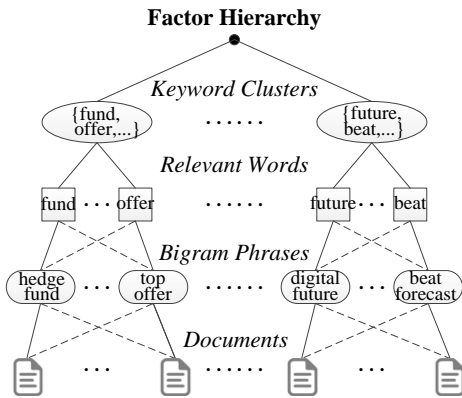 Factor Hierarchy
Keyword Clusters
{fund,
offer,...}
......
{future,
beat,...}
Relevant Words
fund ... offer ...... future ... beat
Bigram Phrases
hedge
fund
...
top
offer
......
digital
future
...
beat
forecast
Documents
... ...... ...